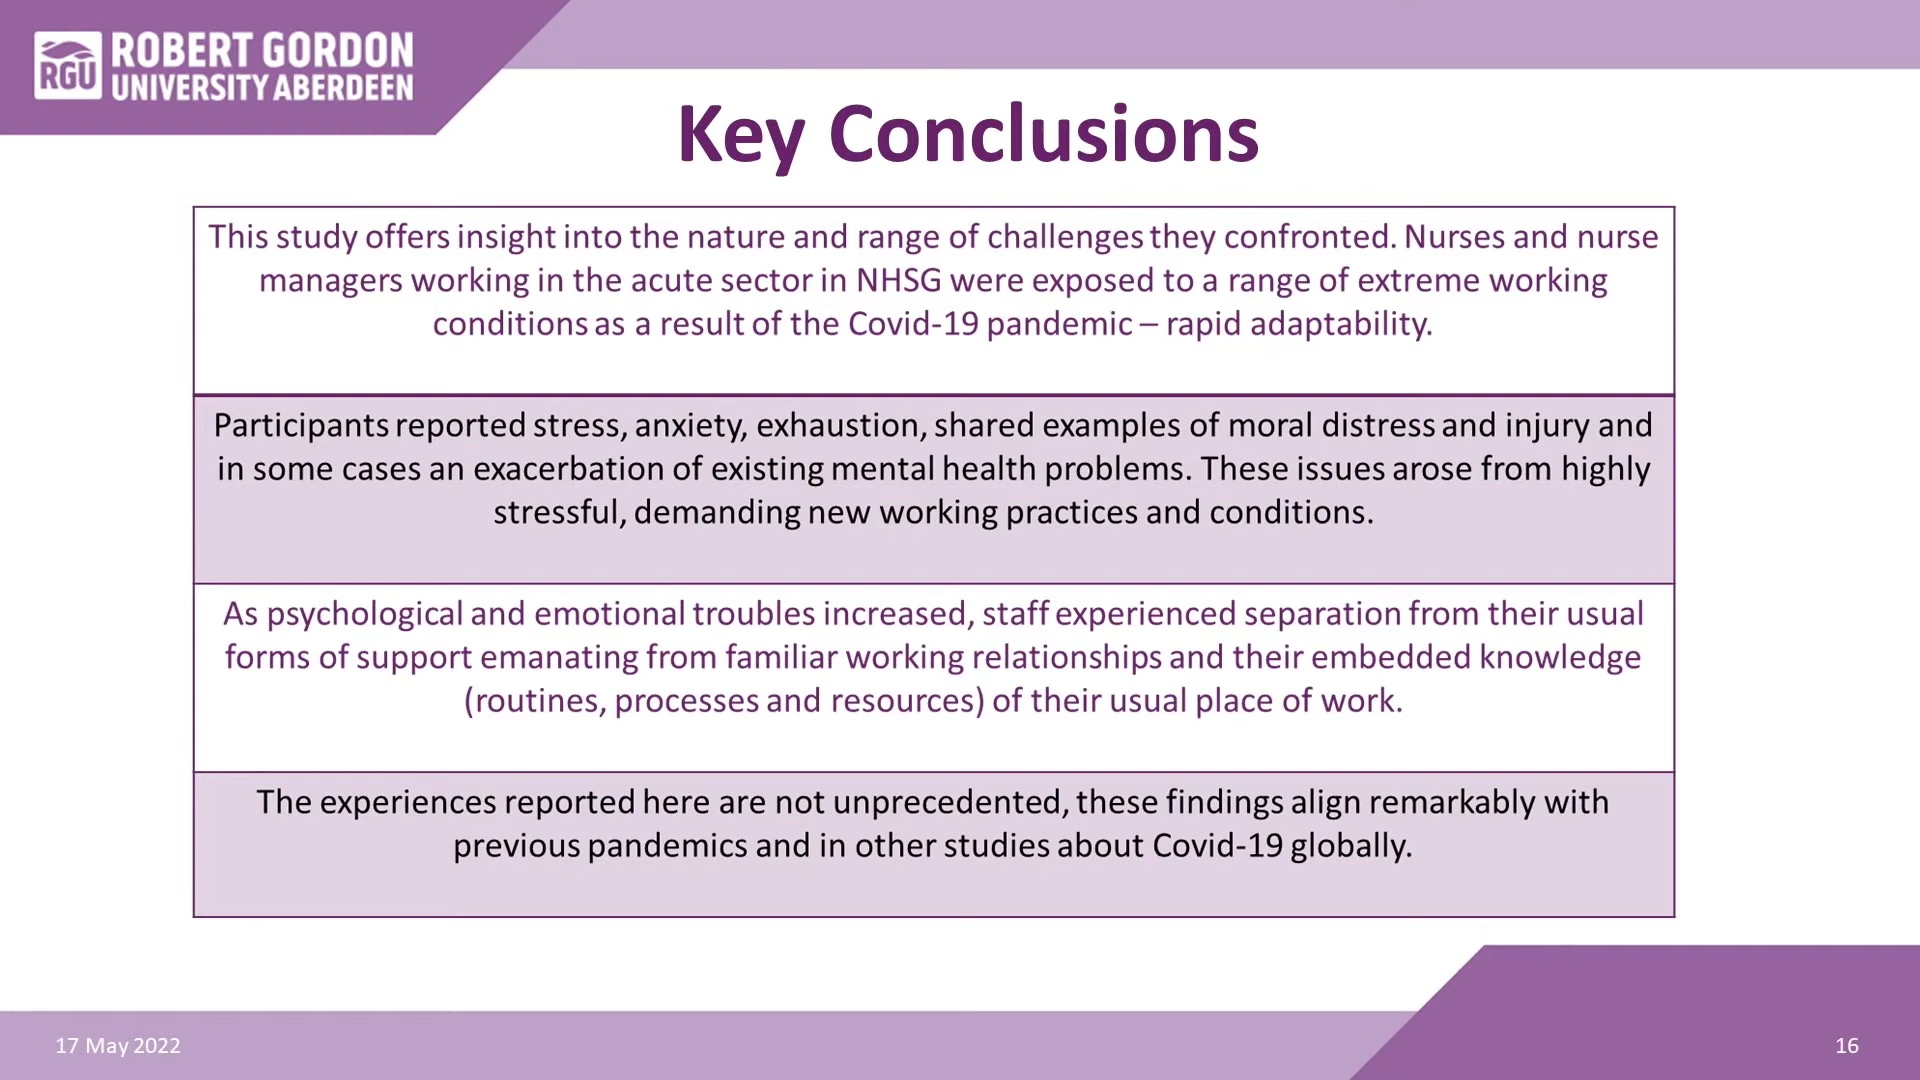 RGU
ROBERT GORDON
UNIVERSITY ABERDEEN
Key Conclusions
This study offers insight into the nature and range of challenges they confronted. Nurses and nurse
managers working in the acute sector in NHSG were exposed to a range of extreme working
conditions as a result of the Covid-19 pandemic – rapid adaptability.
Participants reported stress, anxiety, exhaustion, shared examples of moral distress and injury and
in some cases an exacerbation of existing mental health problems. These issues arose from highly
stressful, demanding new working practices and conditions.
As psychological and emotional troubles increased, staff experienced separation from their usual
forms of support emanating from familiar working relationships and their embedded knowledge
(routines, processes and resources) of their usual place of work.
The experiences reported here are not unprecedented, these findings align remarkably with
previous pandemics and in other studies about Covid-19 globally.
17 May 2022
16